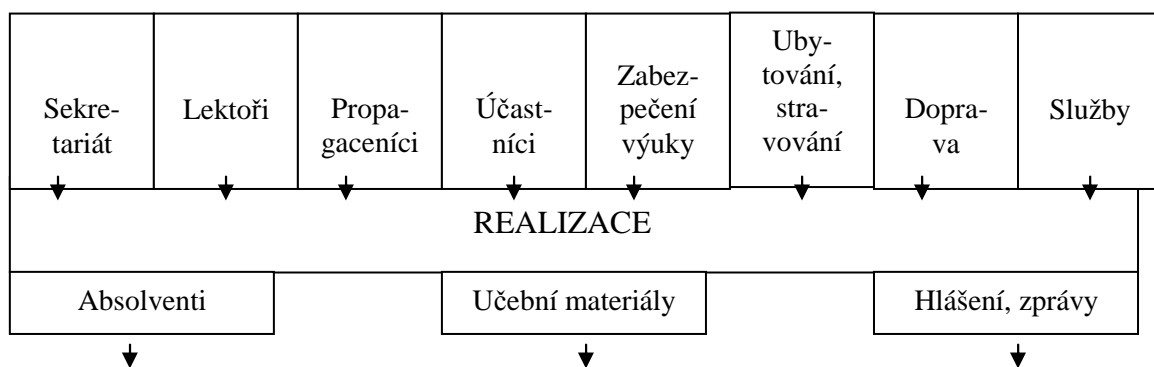 Sekre-
tariát
Lektoři
Propa-
gaceníci
Účast-
níci
Zabez-
pečení
výuky
Uby-
tování,
stra-
vování
Dopra-
va
Služby
REALIZACE
Absolventi
Učební materiály
Hlášení, zprávy